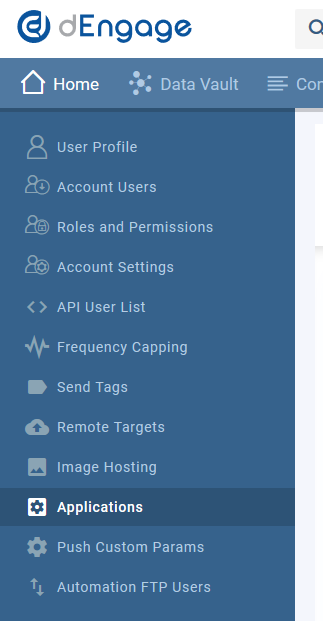 dEngage
Home
Data Vault
User Profile
Account Users
Roles and Permissions
Account Settings
API User List
Frequency Capping
Send Tags
Remote Targets
Image Hosting
Applications
Push Custom Params
Automation FTP Users